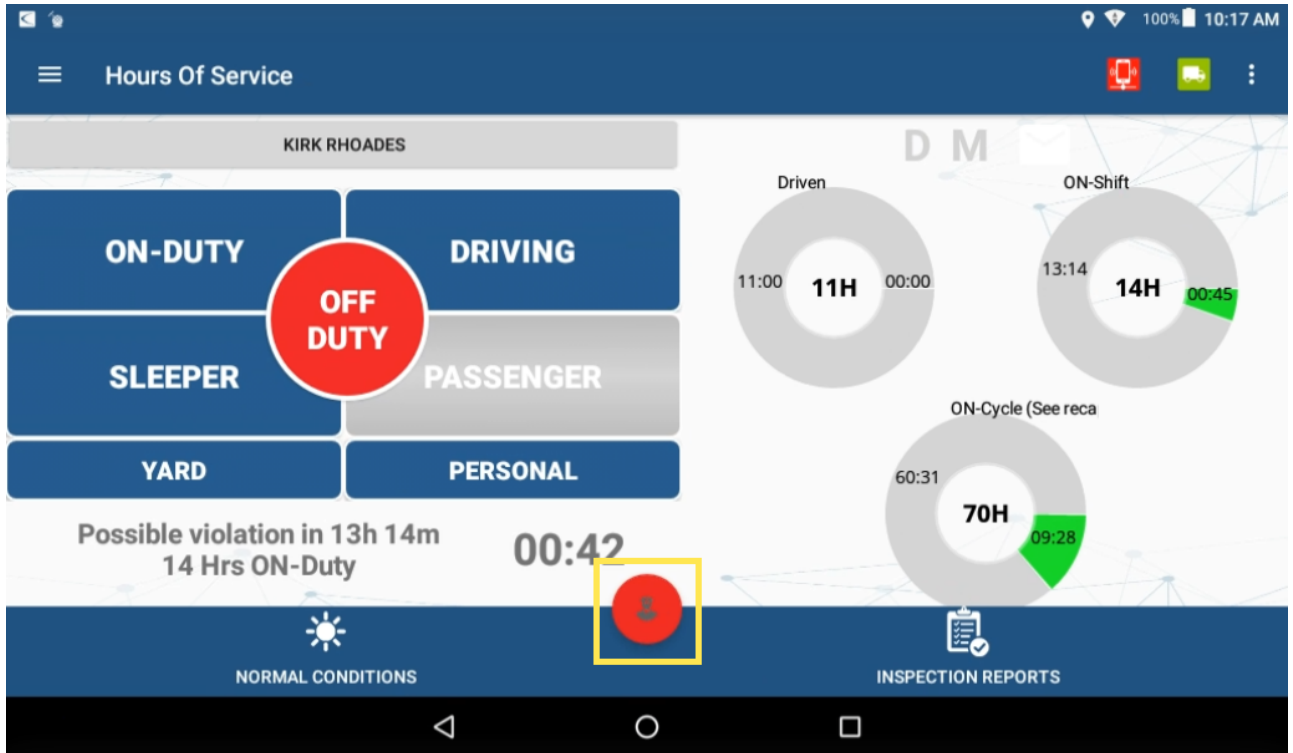 100% 10:17 AM
Hours Of Service
KIRK RHOADES
D M
ON-DUTY
DRIVING
OFF
DUTY
SLEEPER
PASSENGER
YARD
PERSONAL
Possible violation in 13h 14m
14 Hrs ON-Duty
00:42
Driven
11:00
11H
00:00
ON-Shift
13:14
14H
00:45
ON-Cycle (See reca
60:31
70H
09:28
NORMAL CONDITIONS
INSPECTION REPORTS